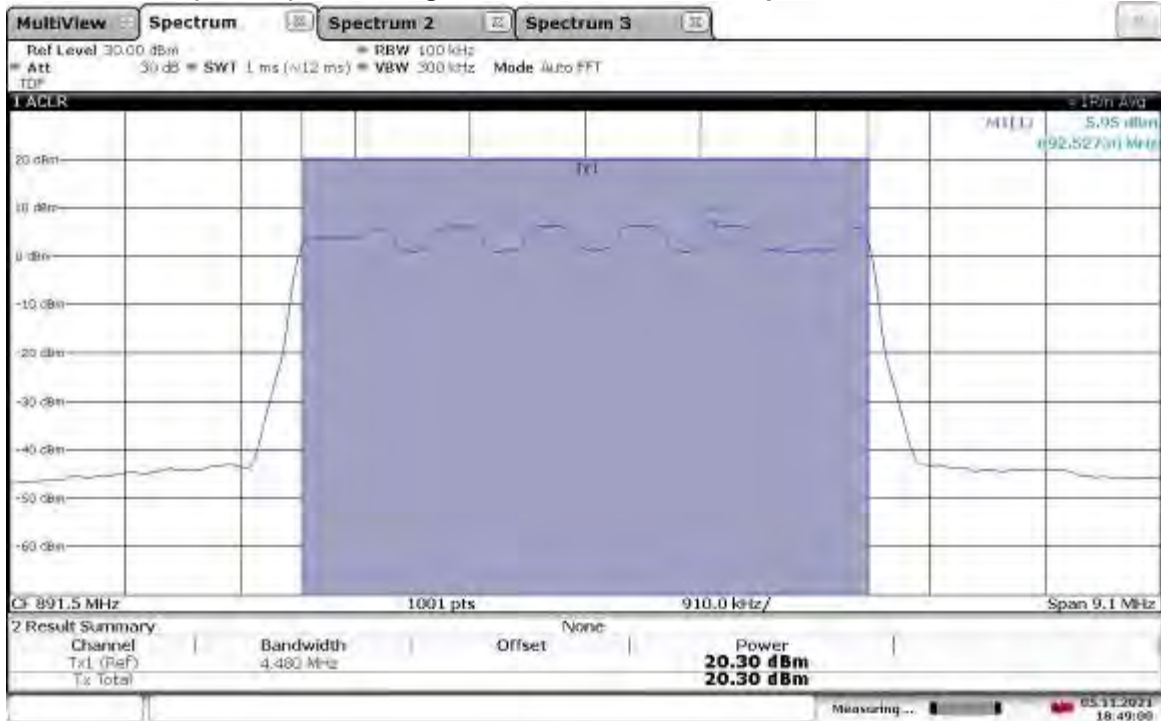 MultiView Spectrum Spectrum 2 Spectrum 3
Ref Level 30.00 dBm RBW 100 kHz
Att 30 dB SWT 1 ms (~12 ms) VBW 300 kHz Mode Auto FFT
TDF
1 ACLR 1Rm Avg
M1[1] 5.95 dBm
MHz
20 dBm
Tx1
10 dBm
0 dBm
-10 dBm
-20 dBm
-30 dBm
-40 dBm
-50 dBm
-60 dBm
CF 891.5 MHz 1001 pts 910.0 kHz/ Span 9.1 MHz
2 Result Summary None
Channel Bandwidth Offset Power
Tx1 (Ref) 4.480 MHz 20.30 dBm
Tx Total 20.30 dBm
Measuring... 05.11.2021
18:49:00